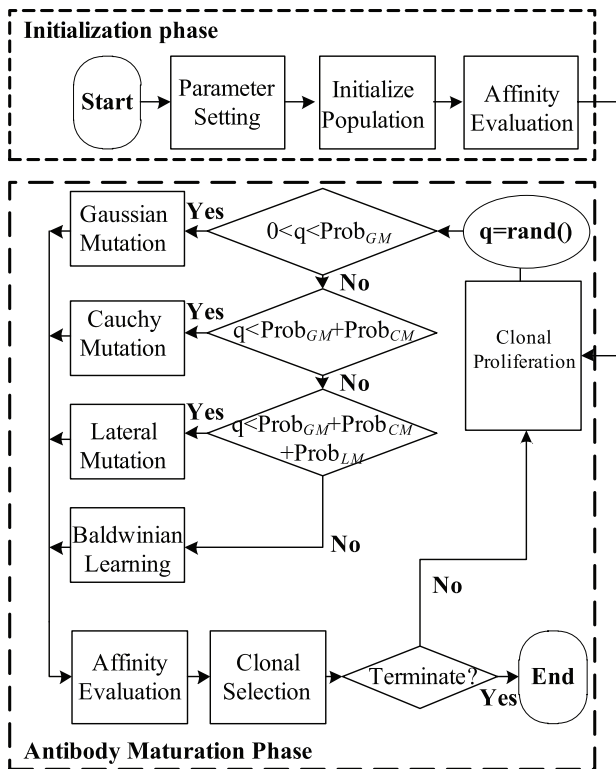 Initialization phase
Start
Parameter
Setting
Initialize
Population
Affinity
Evaluation
Gaussian
Mutation
Yes
0<q<Prob_GM
q=rand()
No
Cauchy
Mutation
Yes
q<Prob_GM+Prob_CM
Clonal
Proliferation
No
Lateral
Mutation
Yes
q<Prob_GM+Prob_CM
+Prob_LM
Baldwinian
Learning
No
No
Affinity
Evaluation
Clonal
Selection
Terminate?
Yes
End
Antibody Maturation Phase